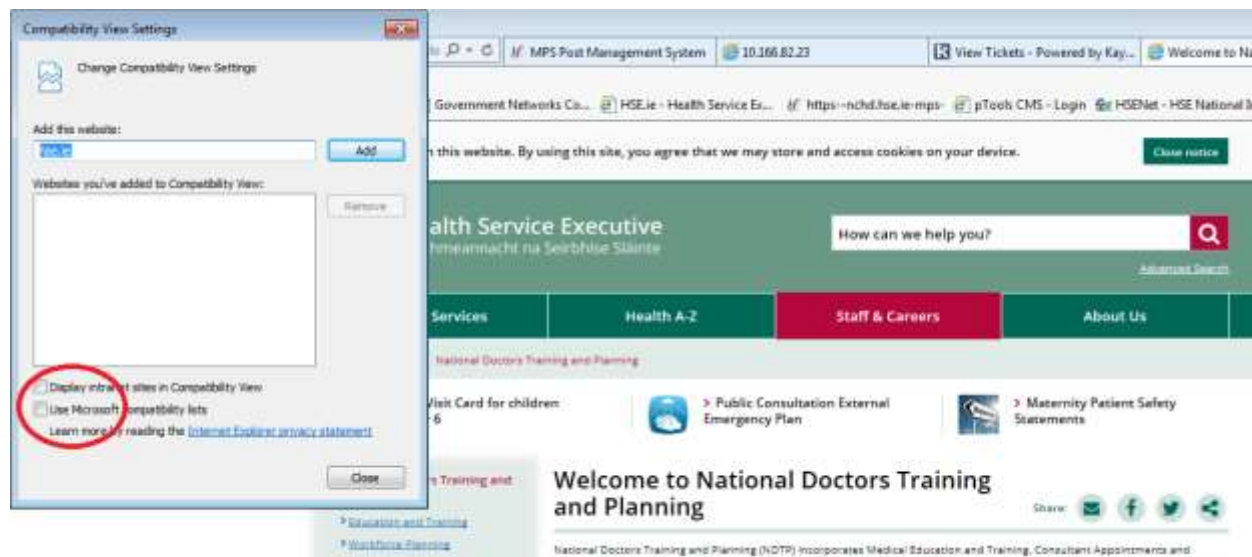 Compatibility View Settings
Change Compatibility View Settings
Add this website:
hse.ie
Add
Websites you've added to Compatibility View:
Remove
Display intranet sites in Compatibility View
Use Microsoft compatibility lists
Learn more by reading the Internet Explorer privacy statement
Close
MPS Post Management System
10.166.82.23
View Tickets - Powered by Kay...
Welcome to Na
Government Networks Co...
HSE.ie - Health Service Ex...
https--nchd.hse.ie-mps-
pTools CMS - Login
HSENet - HSE National I
n this website. By using this site, you agree that we may store and access cookies on your device.
Close notice
alth Service Executive
hmeannacht na Seirbhíse Sláinte
How can we help you?
Advanced Search
Services
Health A-Z
Staff & Careers
About Us
National Doctors Training and Planning
Visit Card for children
6
> Public Consultation External
Emergency Plan
> Maternity Patient Safety
Statements
s Training and
Education and Training
Workforce Planning
Welcome to National Doctors Training
and Planning
Share:
National Doctors Training and Planning (NDTP) incorporates Medical Education and Training, Consultant Appointments and